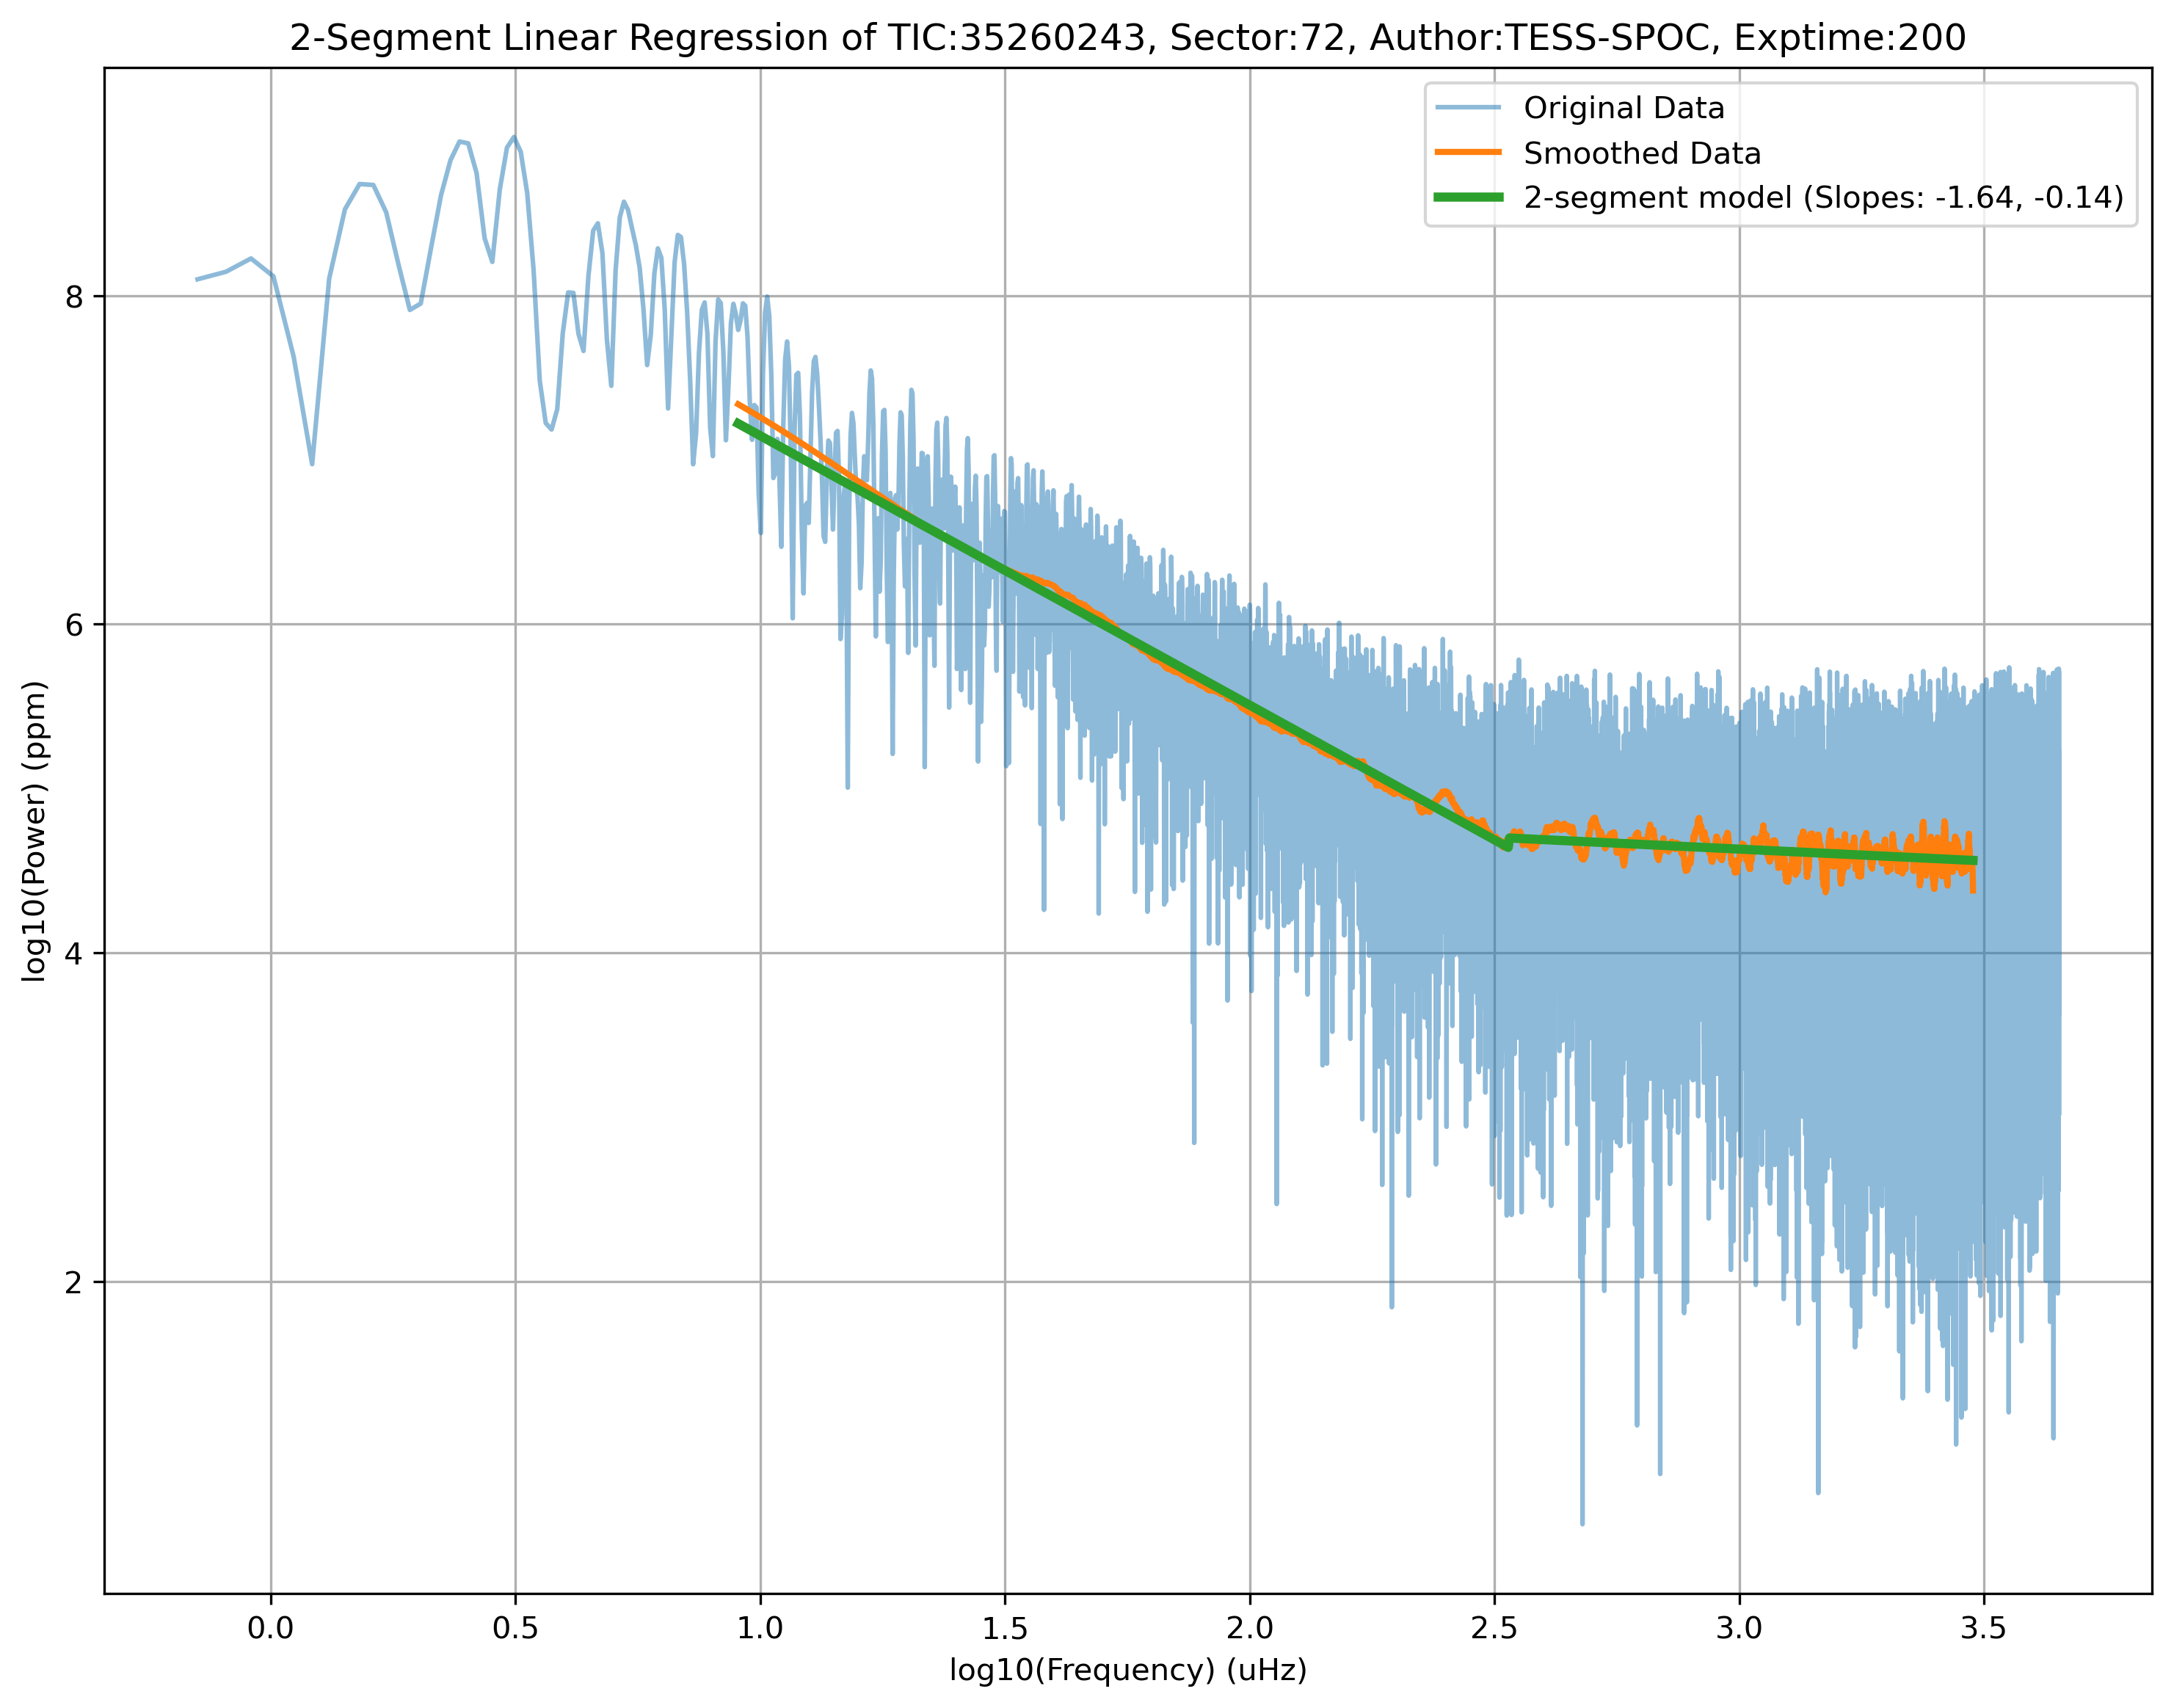 2-Segment Linear Regression of TIC:35260243, Sector:72, Author:TESS-SPOC, Exptime:200
Original Data
Smoothed Data
2-segment model (Slopes: -1.64, -0.14)
log10(Power) (ppm)
8
6
4
2
0.0 0.5 1.0 1.5 2.0 2.5 3.0 3.5
log10(Frequency) (uHz)